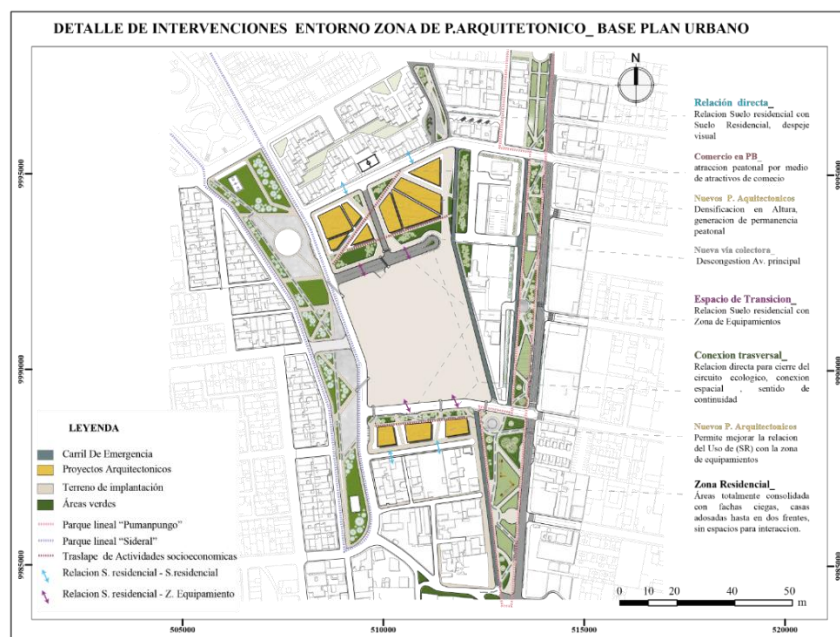 DETALLE DE INTERVENCIONES ENTORNO ZONA DE P.ARQUITETONICO_ BASE PLAN URBANO
N
Relación directa_
Relacion Suelo residencial con
Suelo Residencial, despeje
visual
Comercio en PB_
atraccion peatonal por medio
de atractivos de comecio
Nuevos P. Aquitectonicos
Densificacion en Altura,
generacion de permanencia
peatonal
Nueva vía colectora_
Descongestion Av. principal
Espacio de Transicion_
Relacion Suelo residencial con
Zona de Equipamientos
Conexion trasversal_
Relacion directa para cierre del
circuito ecologico, conexion
espacial , sentido de
continuidad
Nuevos P. Arquitectonicos
Permite mejorar la relacion
del Uso de (SR) con la zona
de equipamientos
Zona Residencial_
Áreas totalmente consolidada
con fachas ciegas, casas
adosadas hasta en dos frentes,
sin espacios para interaccion.
LEYENDA
Carril De Emergencia
Proyectos Arquitectonicos
Terreno de implantación
Áreas verdes
Parque lineal “Pumanpungo”
Parque lineal “Sideral”
Traslape de Actividades socioeconomicas
Relacion S. residencial - S.residencial
Relacion S. residencial - Z. Equipamiento
0 10 20 40 50
m
9995000
9990000
9985000
9995000
9990000
9985000
505000
510000
515000
520000